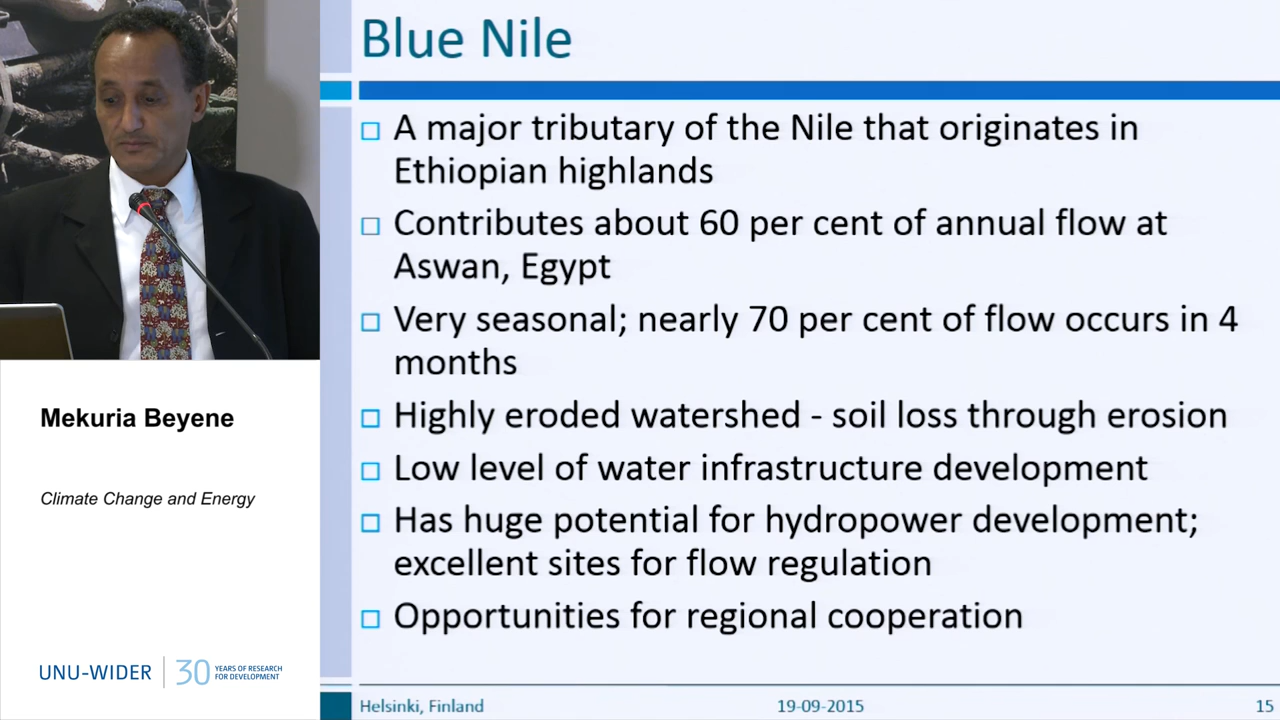 Blue Nile
□ A major tributary of the Nile that originates in
Ethiopian highlands
□ Contributes about 60 per cent of annual flow at
Aswan, Egypt
□ Very seasonal; nearly 70 per cent of flow occurs in 4
months
□ Highly eroded watershed - soil loss through erosion
□ Low level of water infrastructure development
□ Has huge potential for hydropower development;
excellent sites for flow regulation
□ Opportunities for regional cooperation
Helsinki, Finland 19-09-2015 15
Mekuria Beyene
Climate Change and Energy
UNU-WIDER
30 YEARS OF RESEARCH
FOR DEVELOPMENT